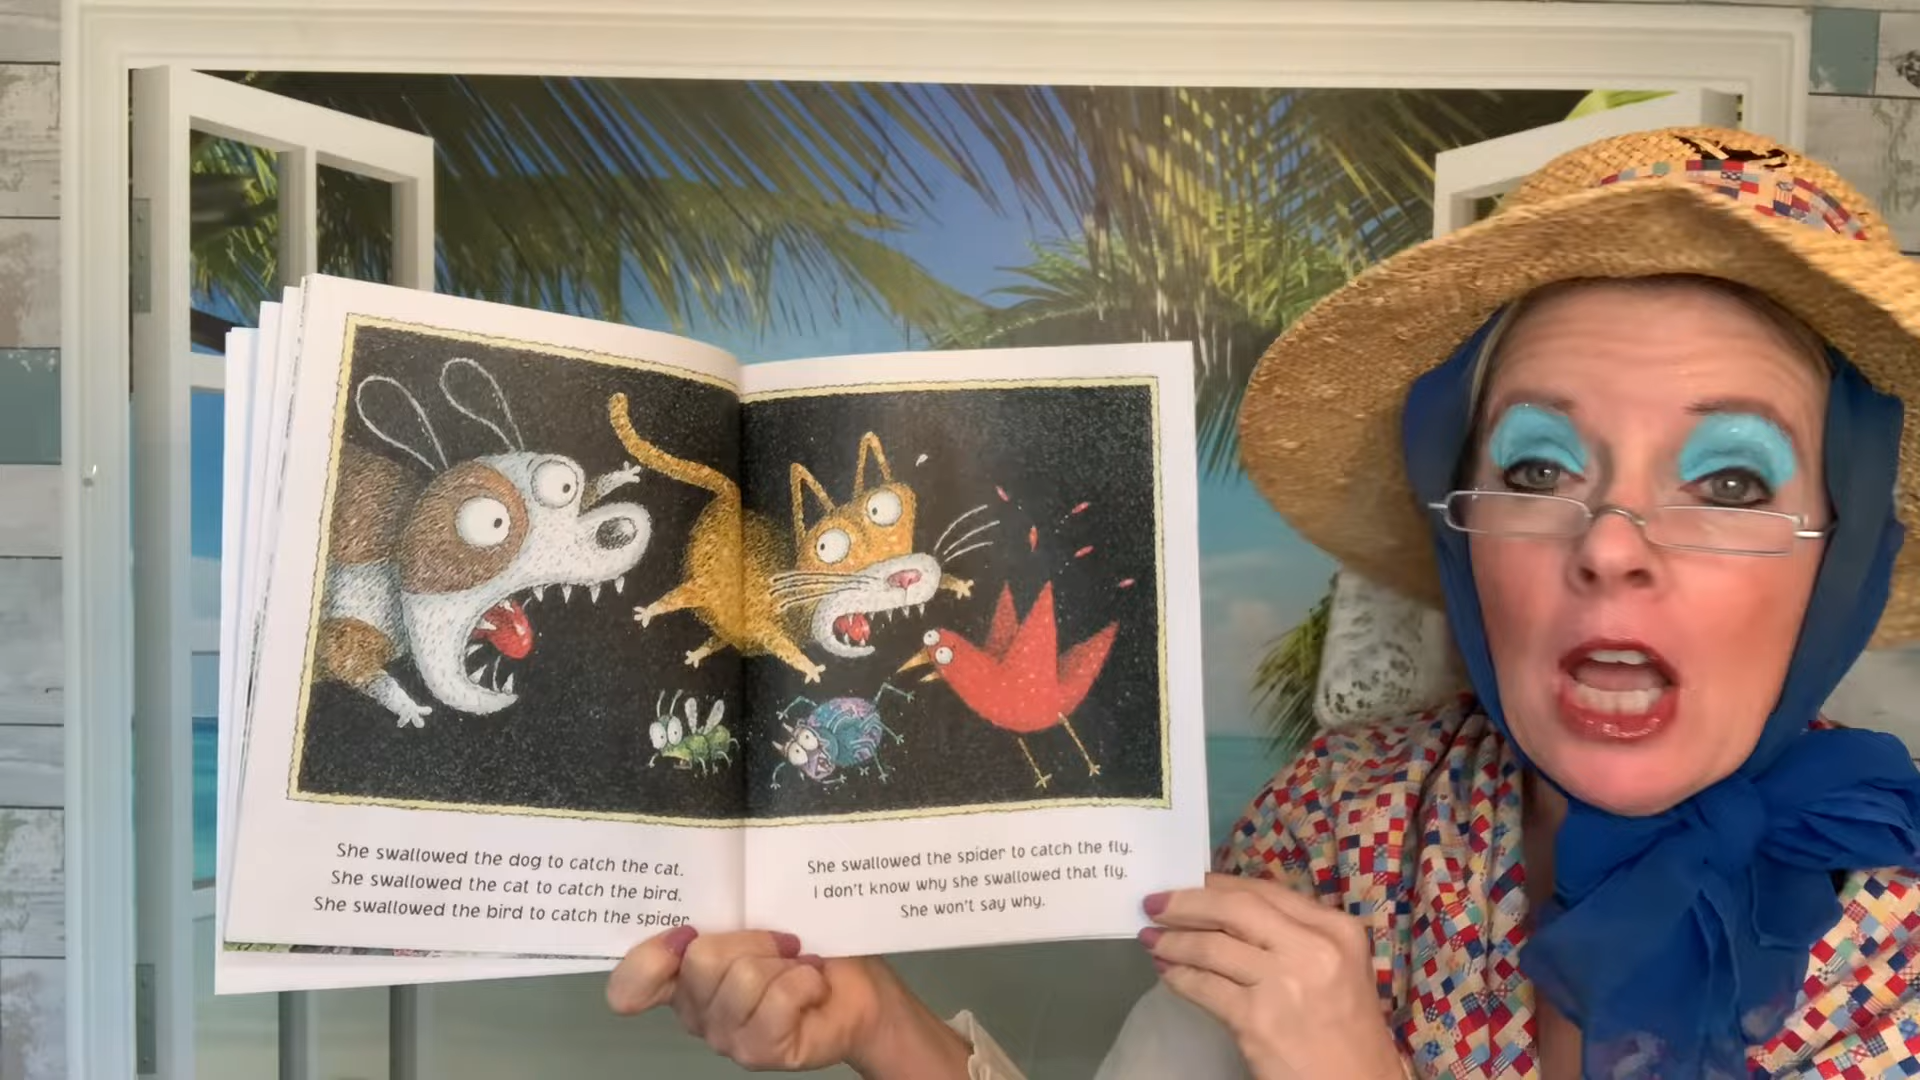 She swallowed the dog to catch the cat.
She swallowed the cat to catch the bird.
She swallowed the bird to catch the spider
She swallowed the spider to catch the fly.
I don't know why she swallowed that fly.
She won't say why.